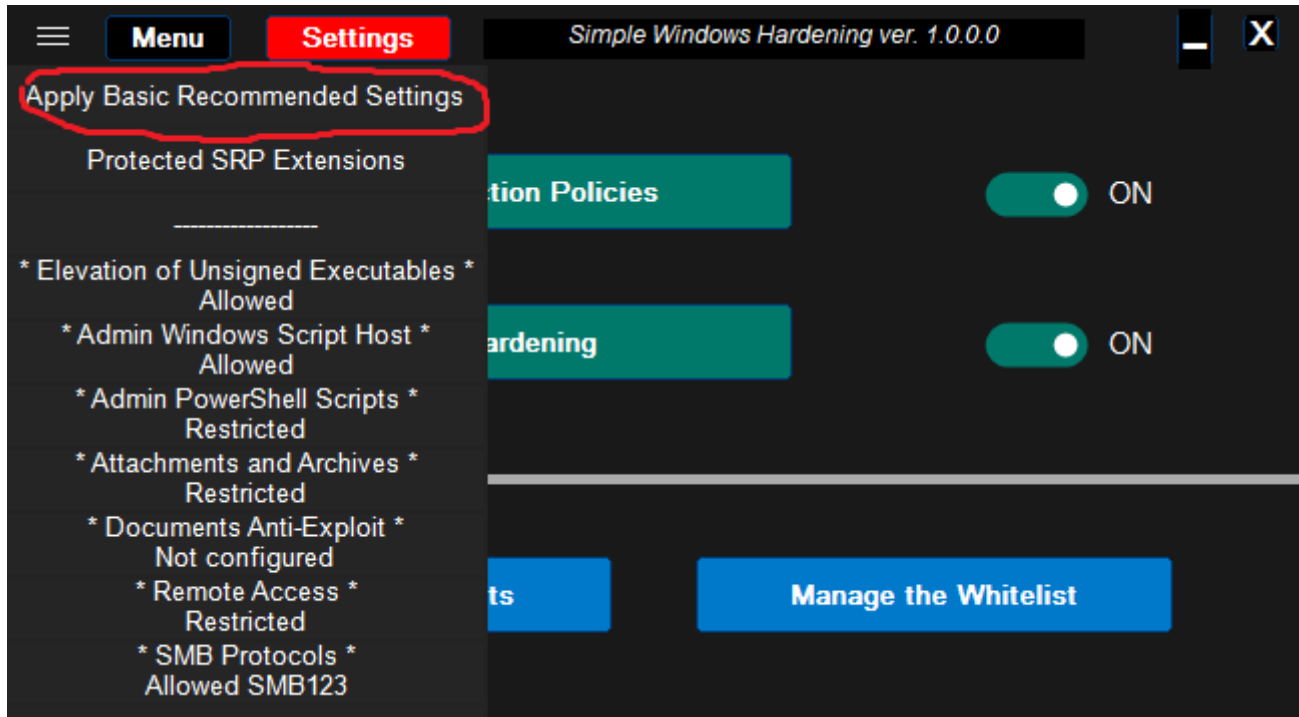 Menu
Settings
Simple Windows Hardening ver. 1.0.0.0
X
Apply Basic Recommended Settings
Protected SRP Extensions
------------------
* Elevation of Unsigned Executables *
Allowed
* Admin Windows Script Host *
Allowed
* Admin PowerShell Scripts *
Restricted
* Attachments and Archives *
Restricted
* Documents Anti-Exploit *
Not configured
* Remote Access *
Restricted
* SMB Protocols *
Allowed SMB123
tion Policies
ON
ardening
ON
ts
Manage the Whitelist